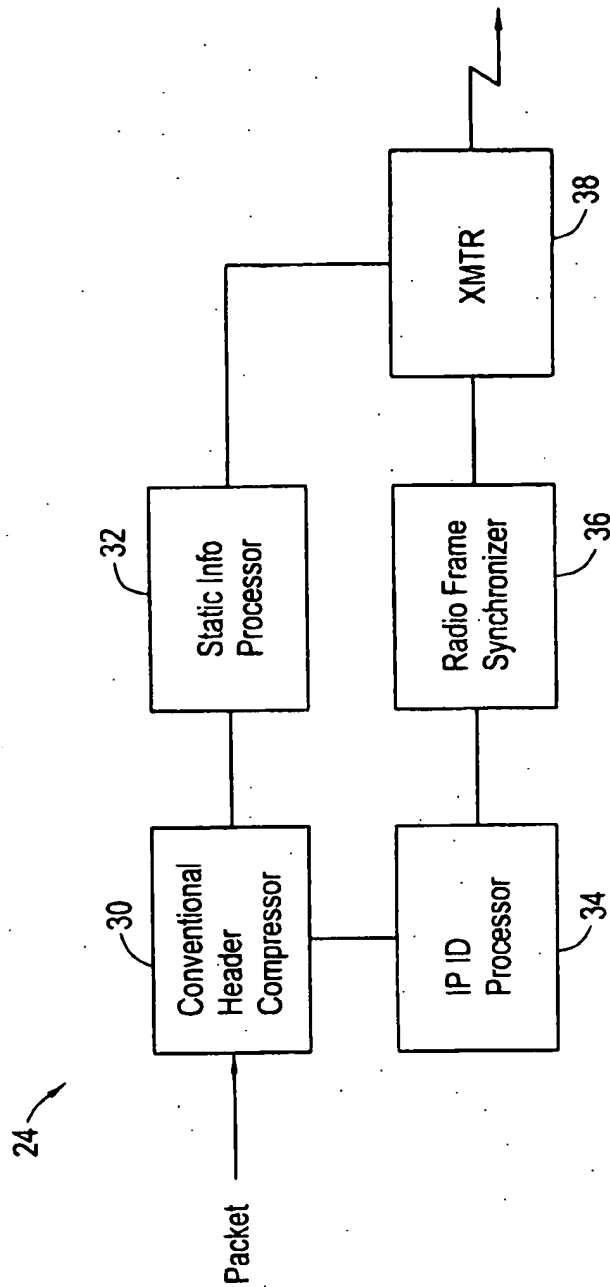 24
Packet
30
Conventional
Header
Compressor
32
Static Info
Processor
34
IP ID
Processor
36
Radio Frame
Synchronizer
38
XMTR